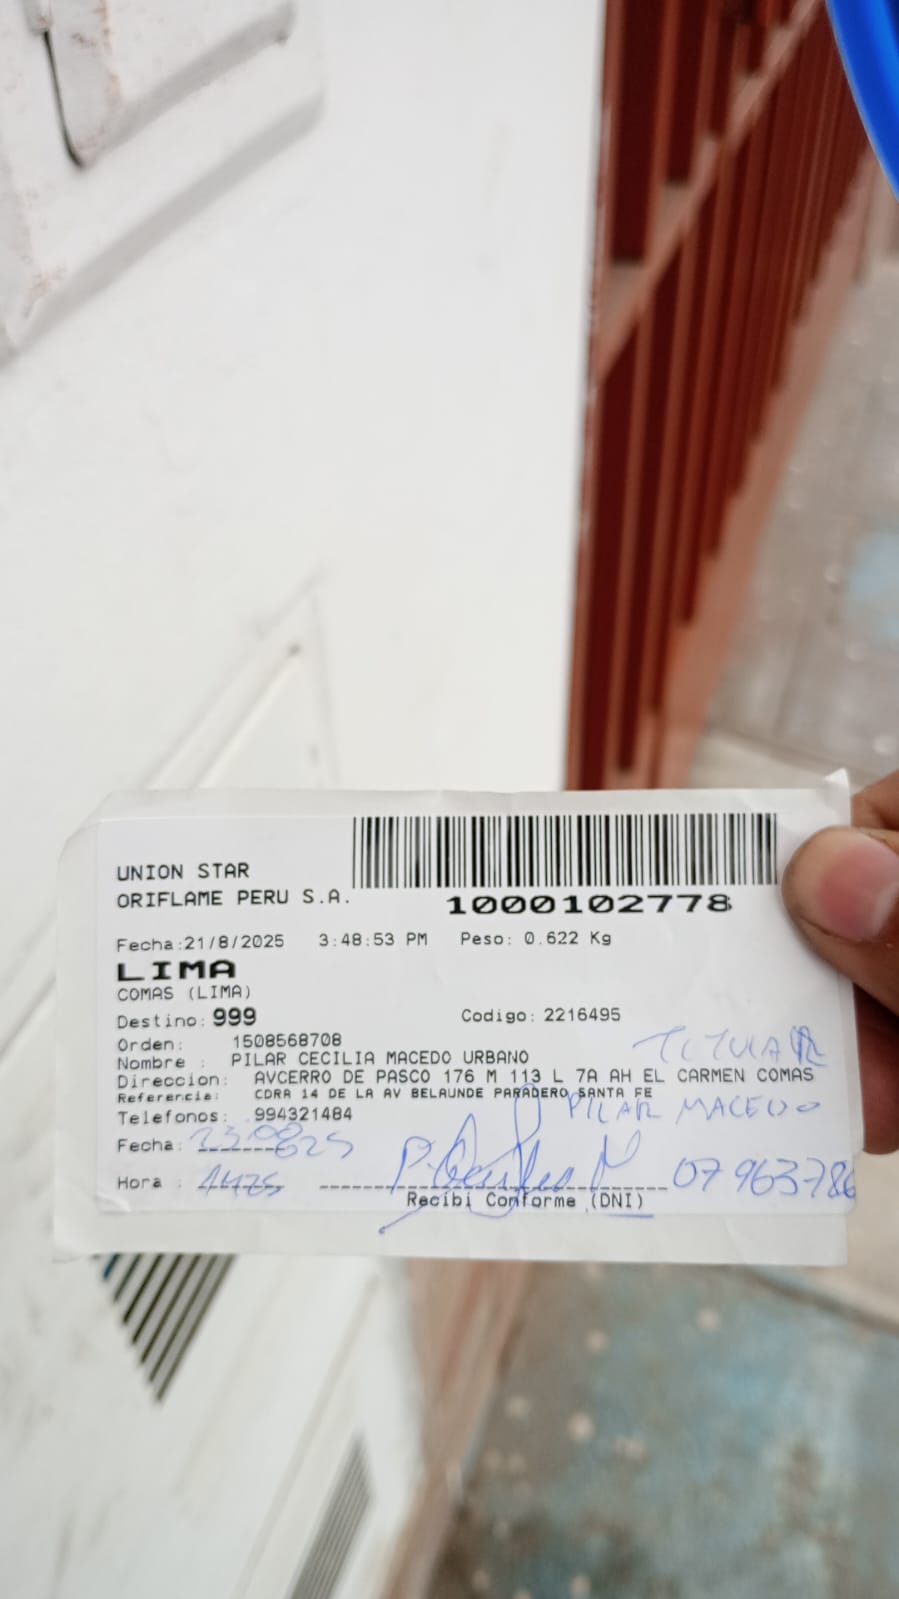 UNION STAR
ORIFLAME PERU S.A.
1000102778
Fecha:21/8/2025 3:48:53 PM Peso: 0.622 Kg
LIMA
COMAS (LIMA)
Destino: 999 Codigo: 2216495
Orden: 1508568708
Nombre : PILAR CECILIA MACEDO URBANO
TITULAR
Direccion: AVCERRO DE PASCO 176 M 113 L 7A AH EL CARMEN COMAS
Referencia: CDRA 14 DE LA AV BELAUNDE PARADERO SANTA FE
Telefonos: 994321484
PILAR MACEDO
Fecha:
Hora :
07963786
Recibi Conforme (DNI)